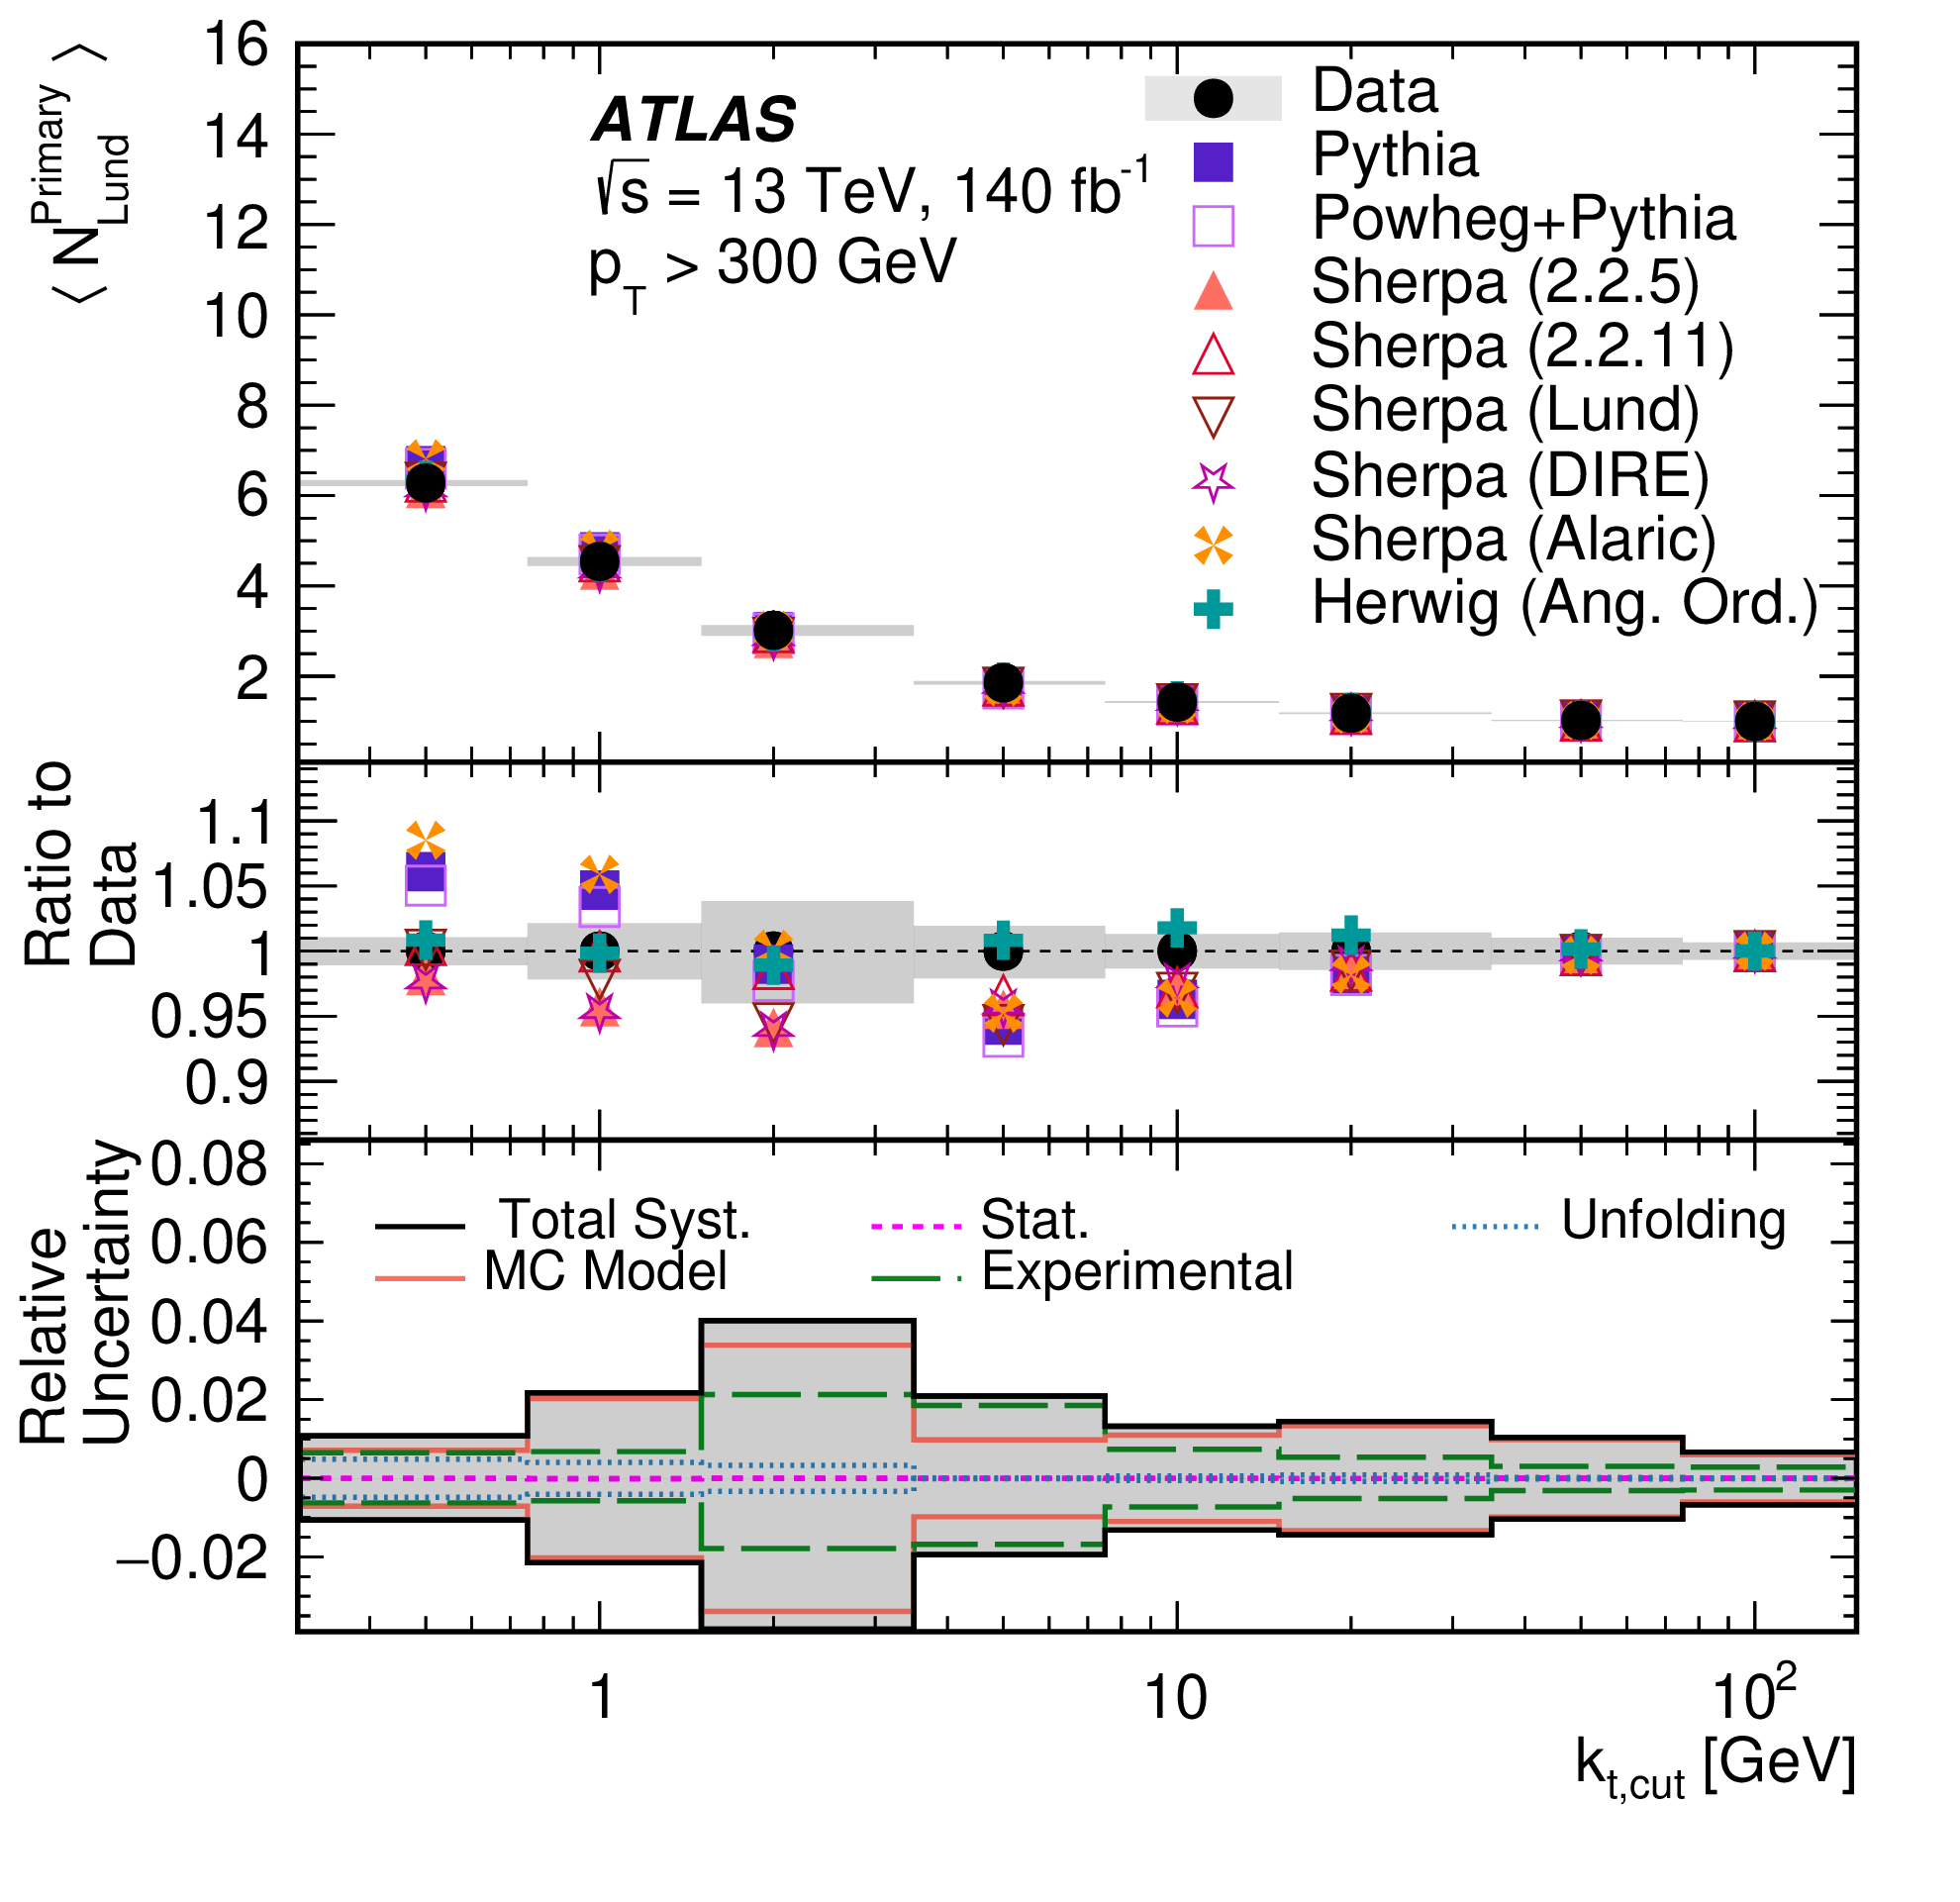 ⟨ N Primary Lund ⟩
16
14
12
10
8
6
4
2
ATLAS
√s = 13 TeV, 140 fb-1
pT > 300 GeV
Data
Pythia
Powheg+Pythia
Sherpa (2.2.5)
Sherpa (2.2.11)
Sherpa (Lund)
Sherpa (DIRE)
Sherpa (Alaric)
Herwig (Ang. Ord.)
Ratio to
Data
1.1
1.05
1
0.95
0.9
Relative
Uncertainty
0.08
0.06
0.04
0.02
0
−0.02
Total Syst.
Stat.
Unfolding
MC Model
Experimental
1
10
10²
kt,cut [GeV]